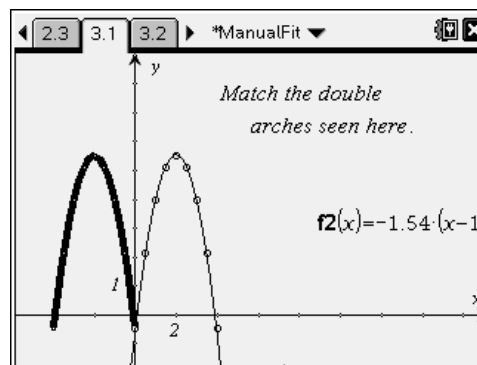 2.3 3.1 3.2 *ManualFit
y
Match the double
arches seen here.
f2(x)=-1.54·(x-1
1
x
2